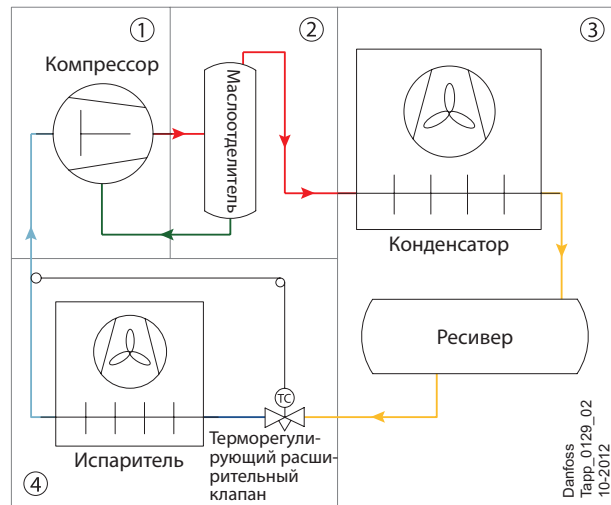 ①
②
③
Компрессор
Маслоотделитель
Конденсатор
Ресивер
TC
Испаритель
Терморегули-
рующий расши-
рительный
клапан
④
Danfoss
Tapp_0129_02
10-2012